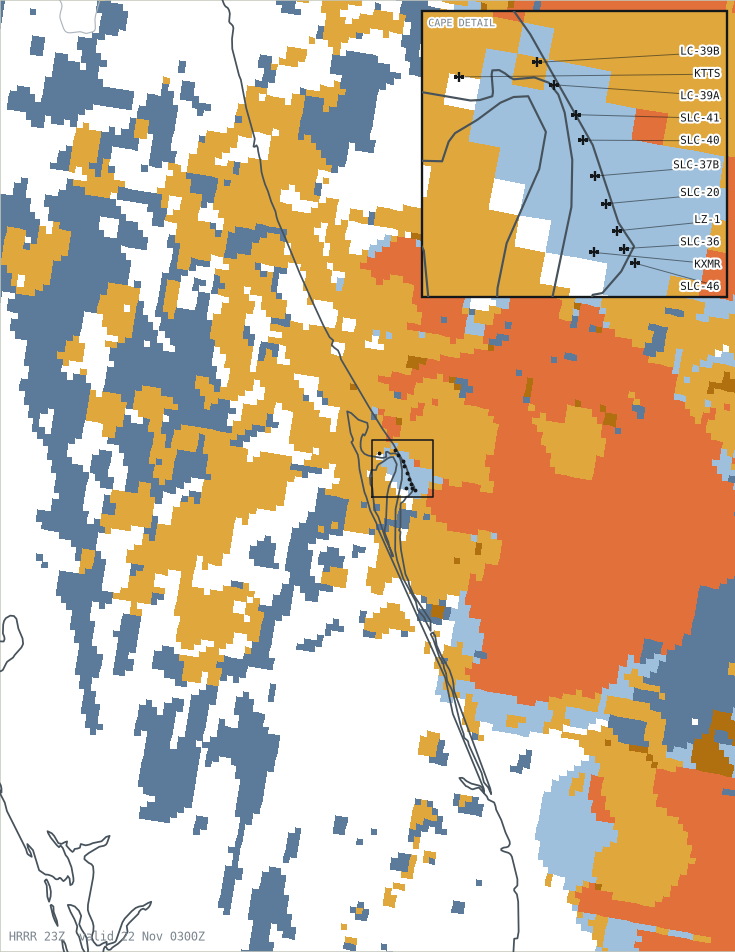 CAPE DETAIL
LC-39B
KTTS
LC-39A
SLC-41
SLC-40
SLC-37B
SLC-20
LZ-1
SLC-36
KXMR
SLC-46
HRRR 23Z valid 22 Nov 0300Z